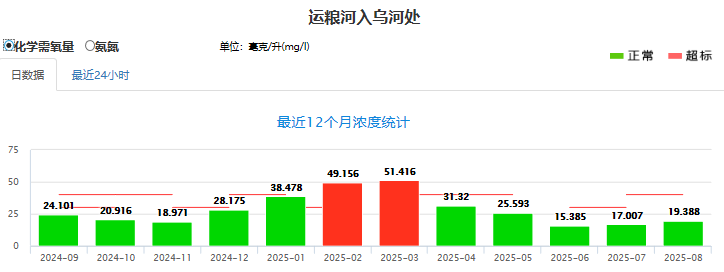 运粮河入乌河处
化学需氧量 氨氮 单位: 毫克/升(mg/l)
正常 超标
日数据 最近24小时
最近12个月浓度统计
75
50
25
0
24.101 20.916 18.971 28.175 38.478 49.156 51.416 31.32 25.593 15.385 17.007 19.388
2024-09 2024-10 2024-11 2024-12 2025-01 2025-02 2025-03 2025-04 2025-05 2025-06 2025-07 2025-08